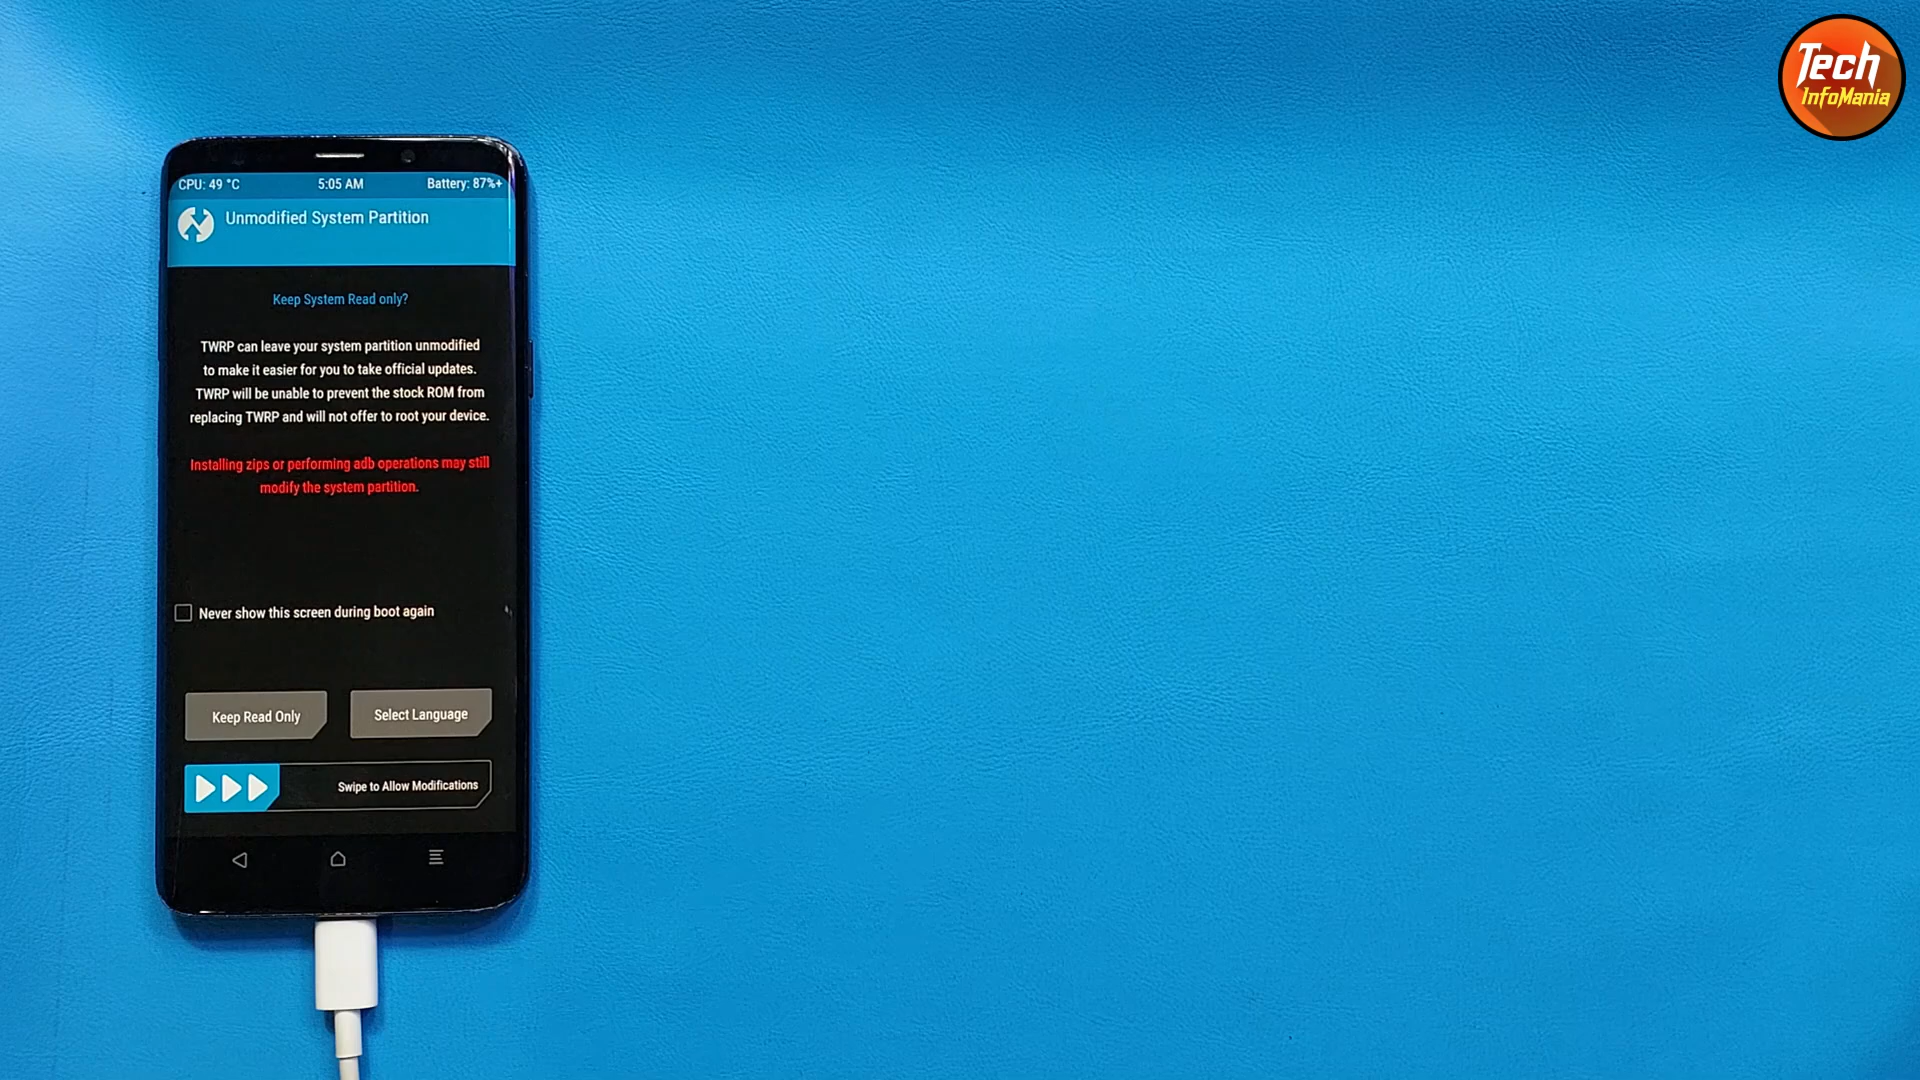 Tech
InfoMania
CPU: 49 °C 5:05 AM Battery: 87%+
Unmodified System Partition
Keep System Read only?
TWRP can leave your system partition unmodified
to make it easier for you to take official updates.
TWRP will be unable to prevent the stock ROM from
replacing TWRP and will not offer to root your device.
Installing zips or performing adb operations may still
modify the system partition.
Never show this screen during boot again
Keep Read Only Select Language
Swipe to Allow Modifications